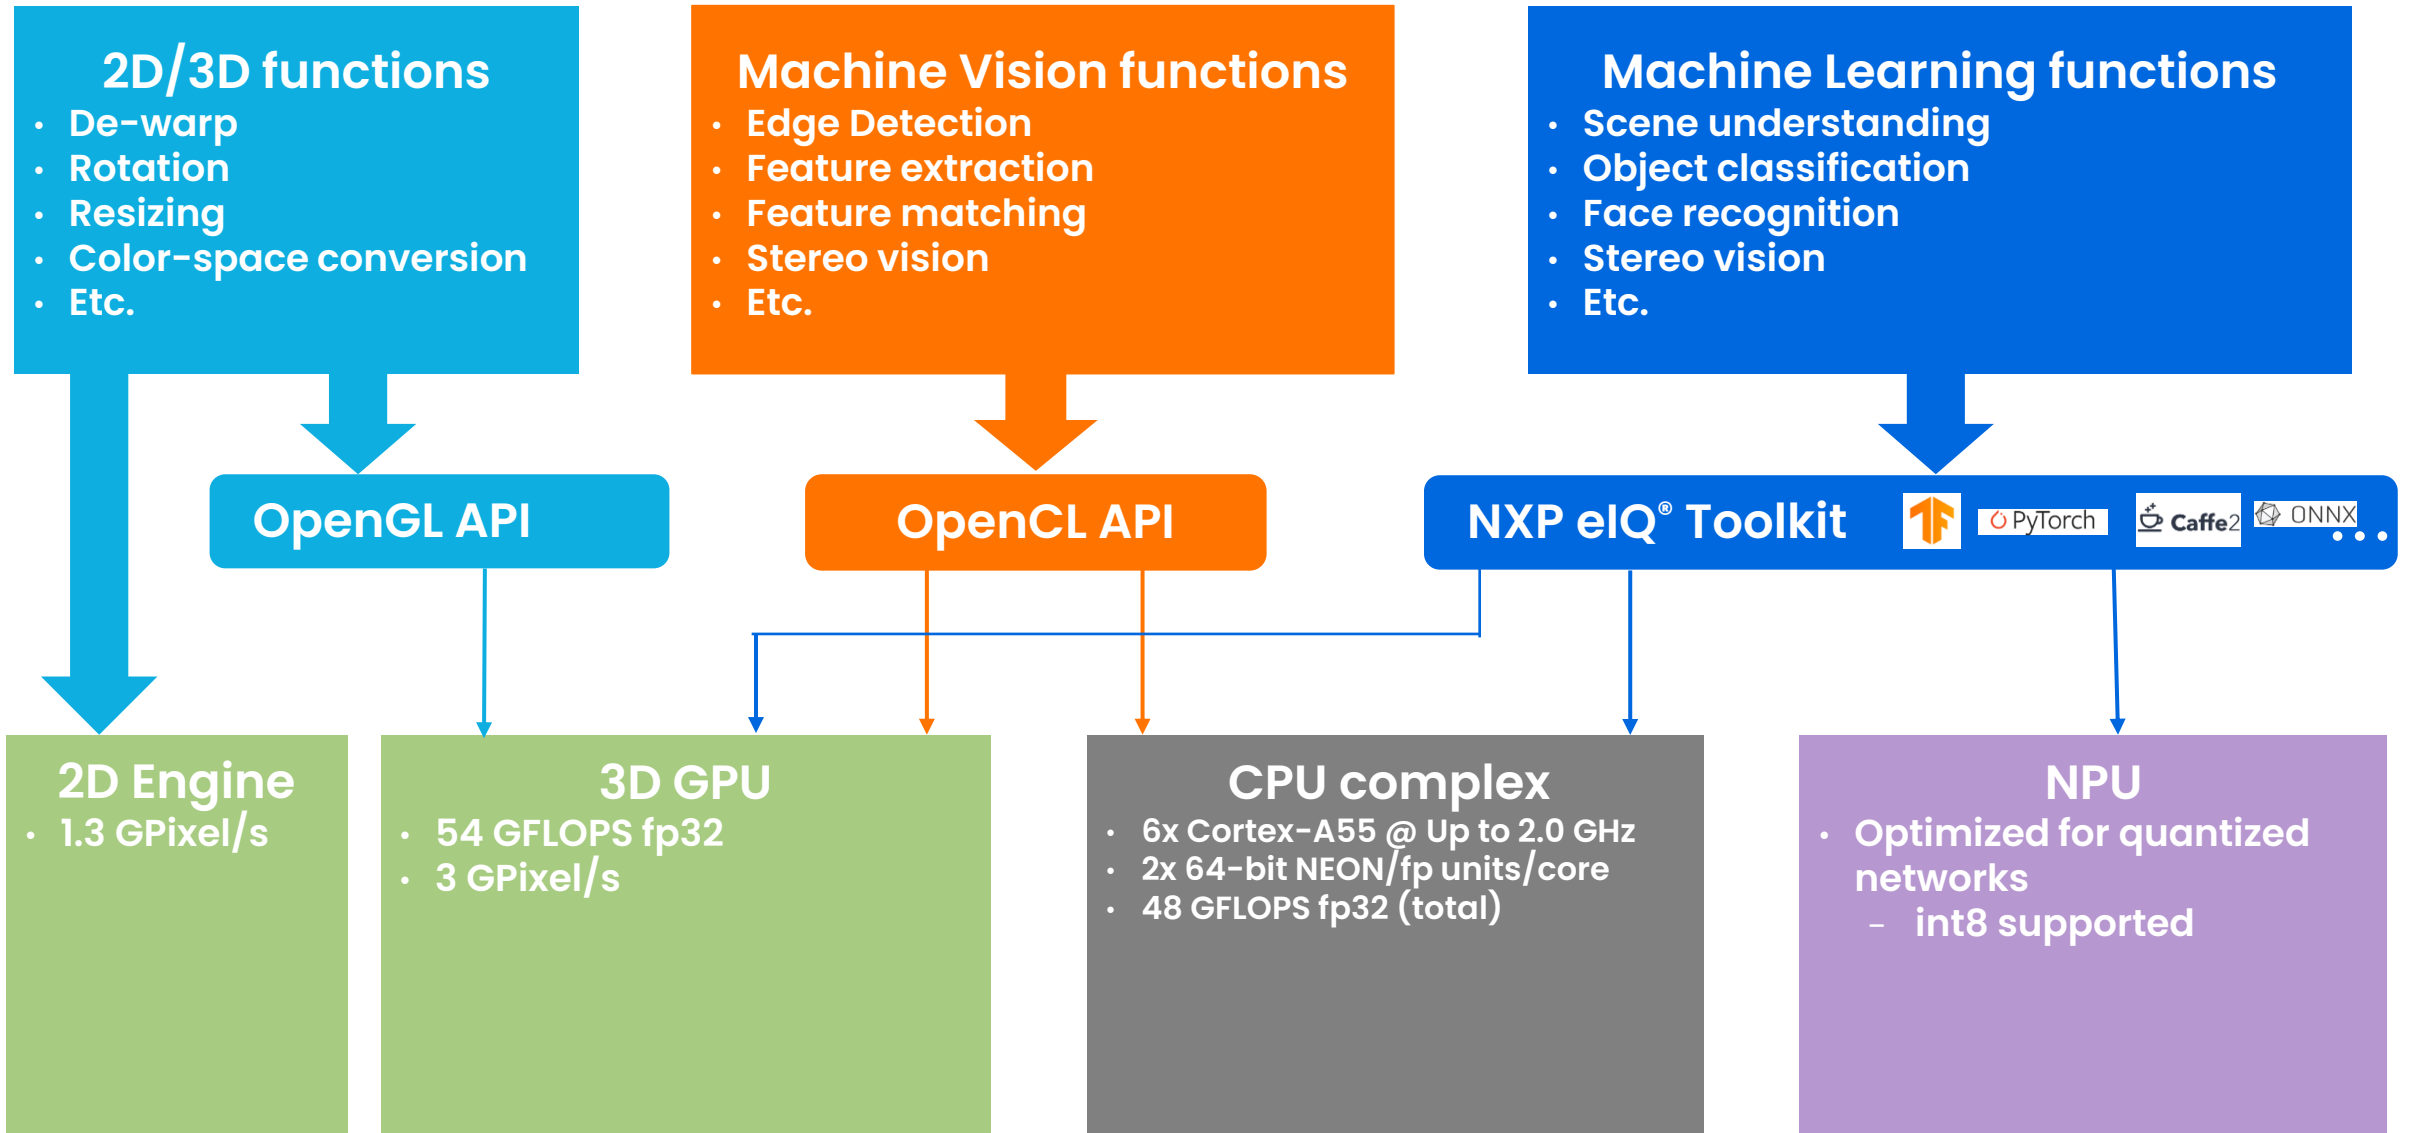 2D/3D functions
• De-warp
• Rotation
• Resizing
• Color-space conversion
• Etc.
Machine Vision functions
• Edge Detection
• Feature extraction
• Feature matching
• Stereo vision
• Etc.
Machine Learning functions
• Scene understanding
• Object classification
• Face recognition
• Stereo vision
• Etc.
OpenGL API
OpenCL API
NXP eIQ® Toolkit
PyTorch
Caffe2
ONNX
...
2D Engine
• 1.3 GPixel/s
3D GPU
• 54 GFLOPS fp32
• 3 GPixel/s
CPU complex
• 6x Cortex-A55 @ Up to 2.0 GHz
• 2x 64-bit NEON/fp units/core
• 48 GFLOPS fp32 (total)
NPU
• Optimized for quantized
networks
– int8 supported